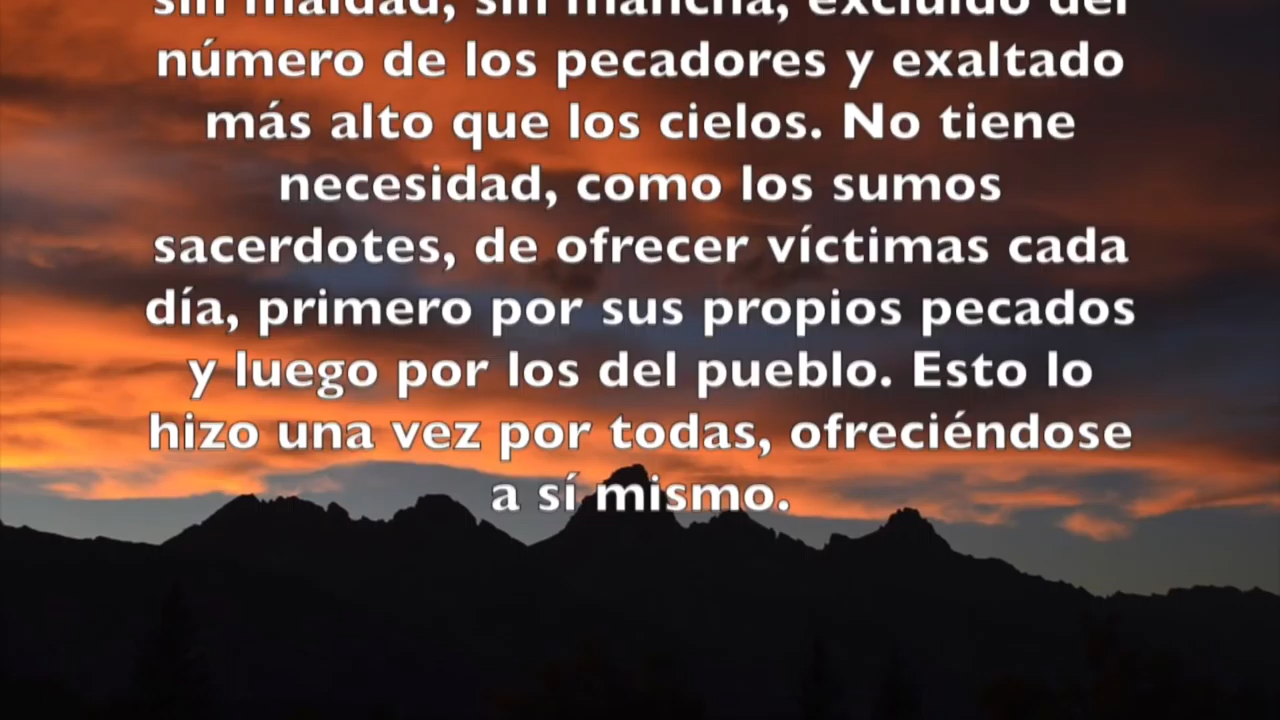 sin maldad, sin mancha, excluido del
número de los pecadores y exaltado
más alto que los cielos. No tiene
necesidad, como los sumos
sacerdotes, de ofrecer víctimas cada
día, primero por sus propios pecados
y luego por los del pueblo. Esto lo
hizo una vez por todas, ofreciéndose
a sí mismo.